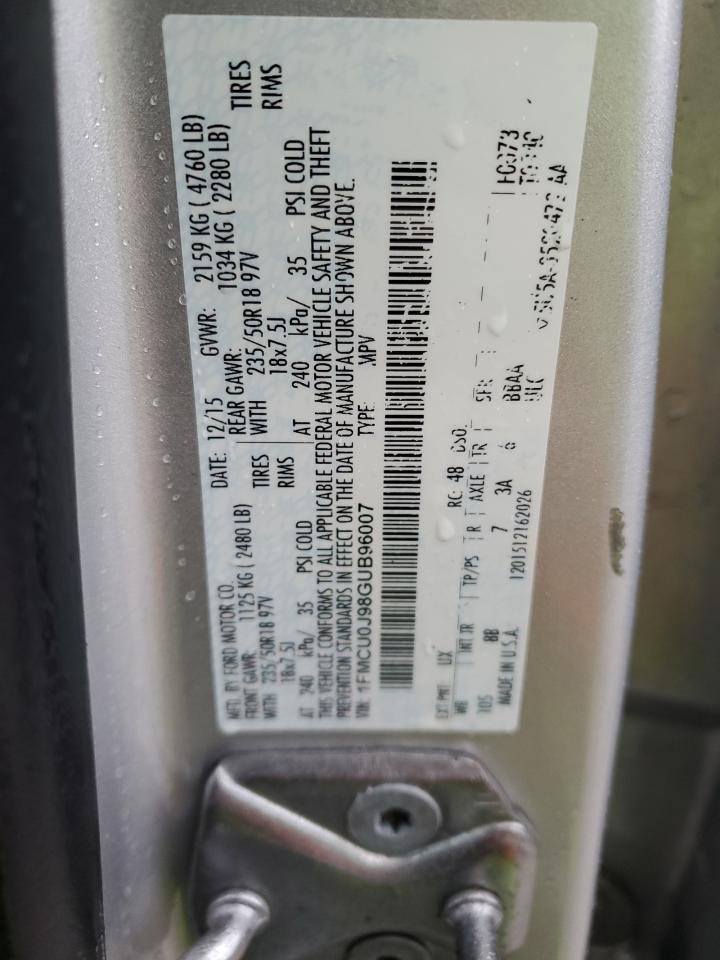 MFD. BY FORD MOTOR CO. DATE: 12/15 GVWR: 2159 KG ( 4760 LB)
FRONT GAWR: 1125 KG ( 2480 LB) REAR GAWR: 1034 KG ( 2280 LB)
WITH 235/50R18 97V TIRES WITH 235/50R18 97V TIRES
18x7.5J RIMS 18x7.5J RIMS
AT 240 kPa/ 35 PSI COLD AT 240 kPa/ 35 PSI COLD
THIS VEHICLE CONFORMS TO ALL APPLICABLE FEDERAL MOTOR VEHICLE SAFETY AND THEFT
PREVENTION STANDARDS IN EFFECT ON THE DATE OF MANUFACTURE SHOWN ABOVE.
VIN: 1FMCU0J98GUB96007 TYPE: MPV
EXT PNT: UX RC: 48 DSO:
WB INT TR TP/PS R AXLE TR
105 8B 7 3A 6 BBAA
MADE IN U.S.A. 1201512162026 ULC